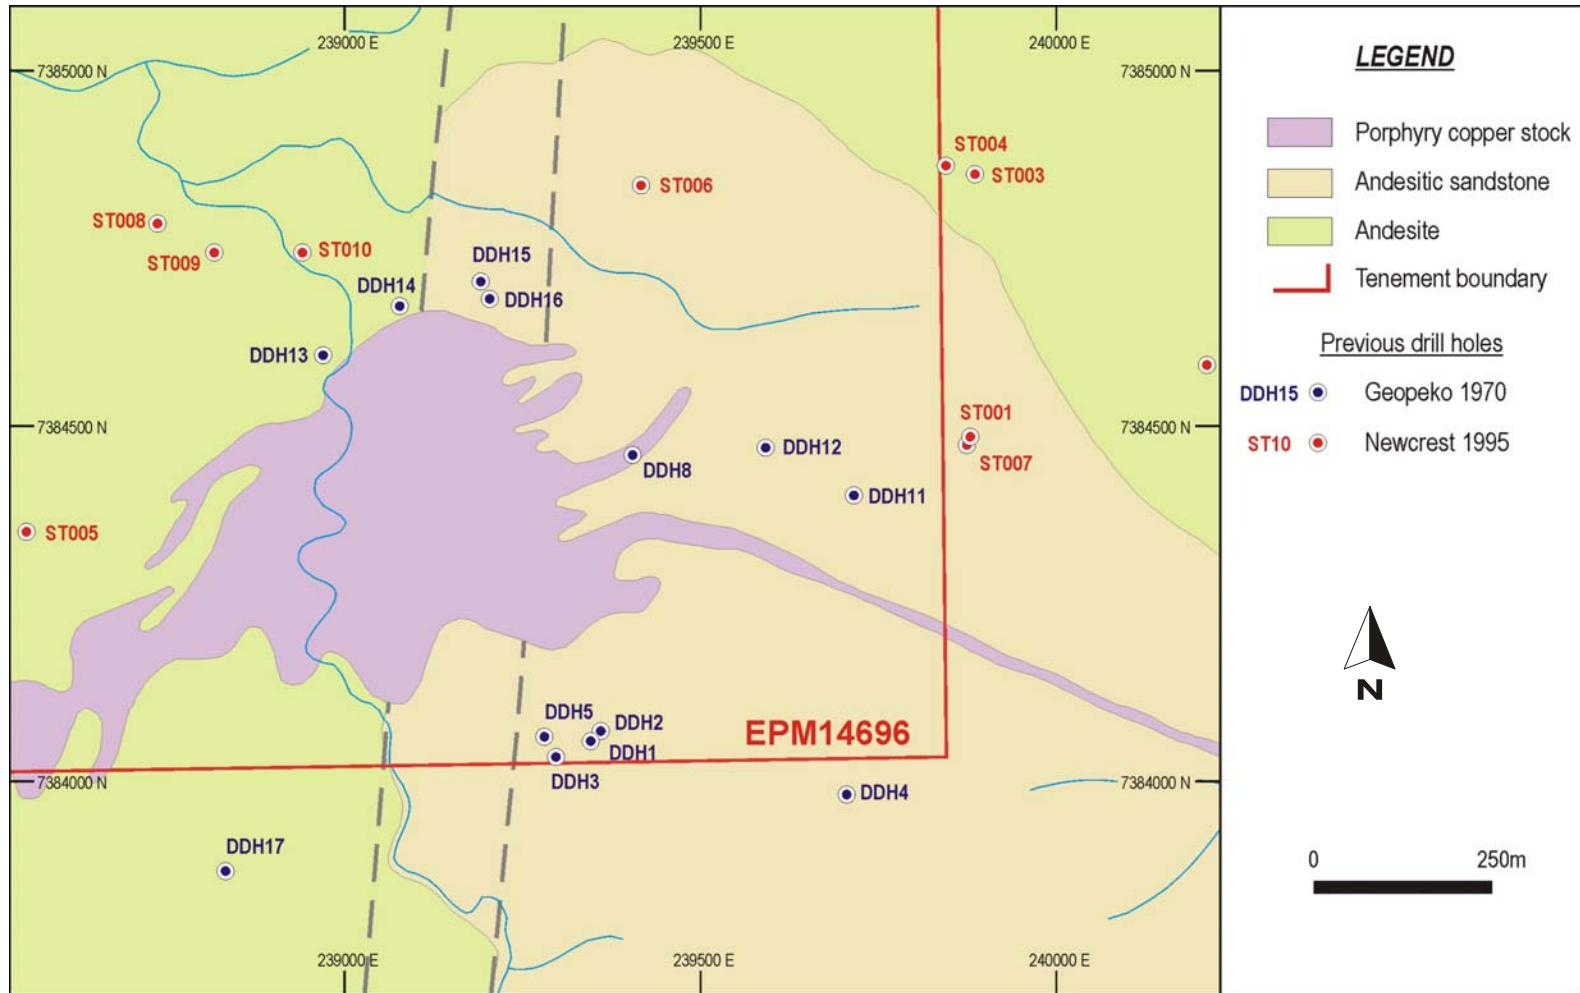 239000 E
239500 E
240000 E
LEGEND
7385000 N
7385000 N
Porphyry copper stock
ST004
ST003
Andesitic sandstone
ST006
ST008
Andesite
ST009
ST010
DDH15
DDH14
DDH16
Tenement boundary
DDH13
Previous drill holes
DDH15
Geopeko 1970
ST001
7384500 N
7384500 N
DDH12
ST007
ST10
Newcrest 1995
DDH8
DDH11
ST005
N
DDH5
DDH2
EPM14696
DDH1
DDH3
7384000 N
7384000 N
DDH4
DDH17
0
250m
239000 E
239500 E
240000 E